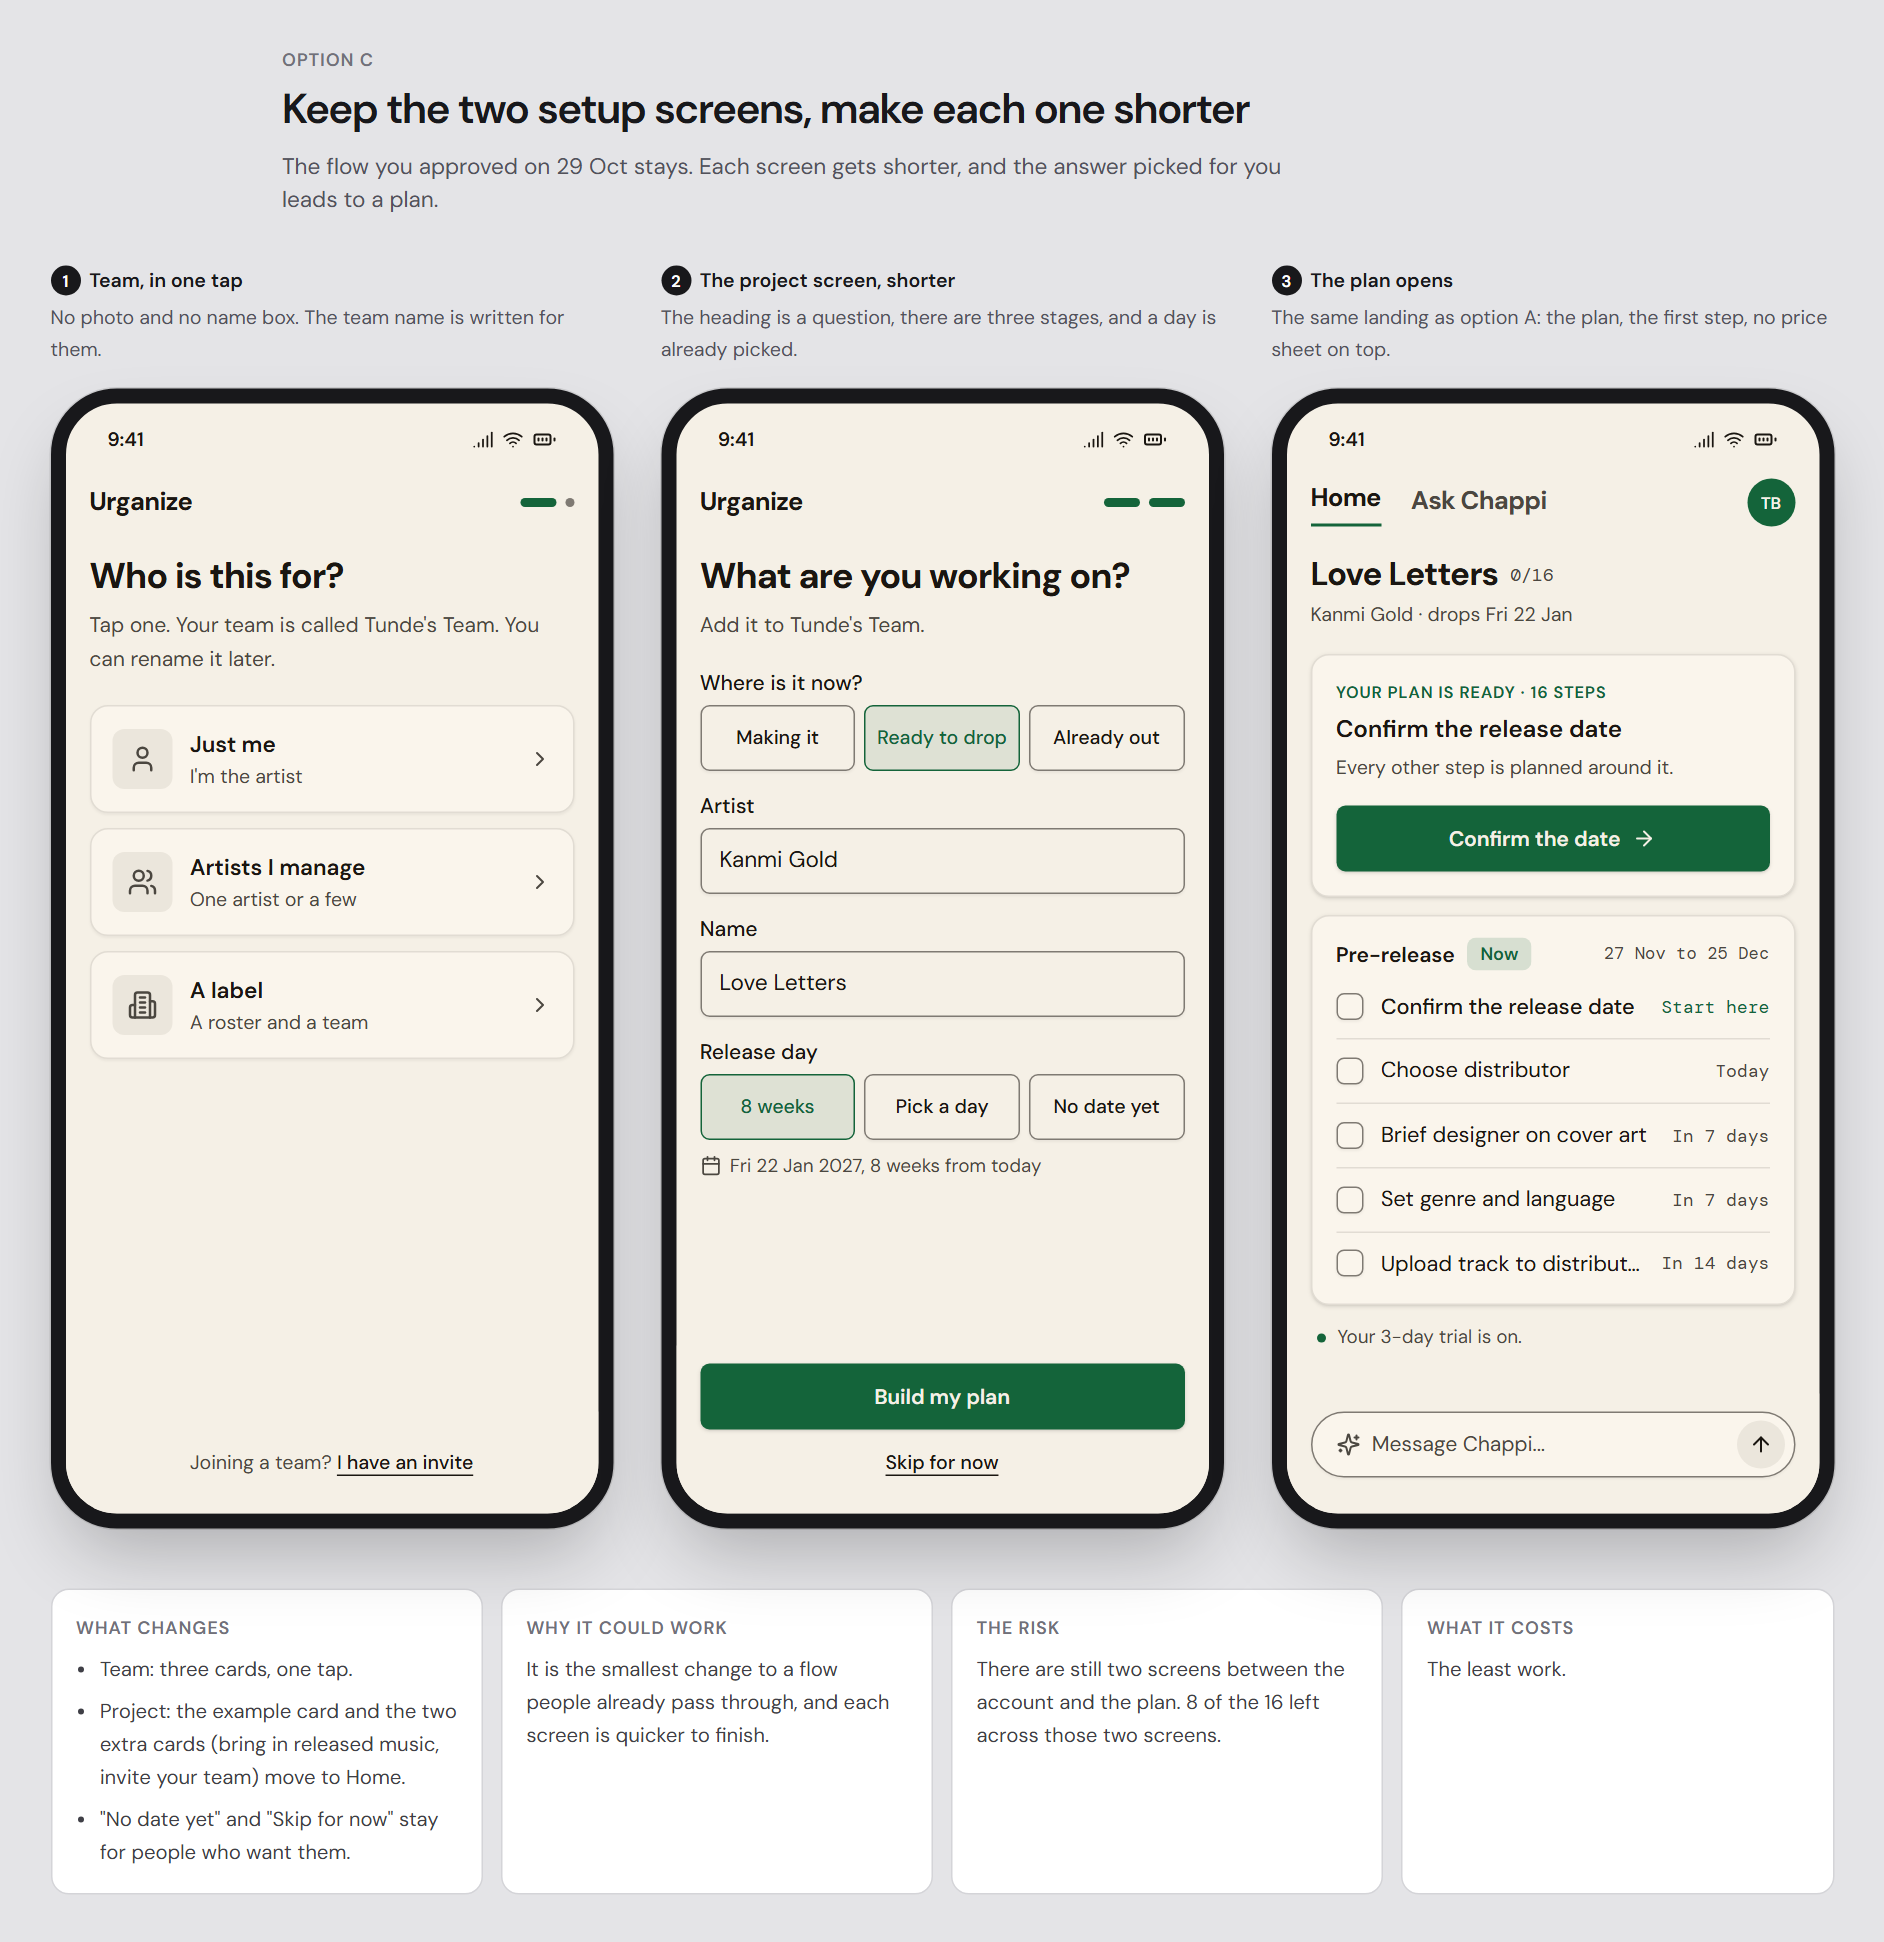 OPTION C
Keep the two setup screens, make each one shorter
The flow you approved on 29 Oct stays. Each screen gets shorter, and the answer picked for you
leads to a plan.
1 Team, in one tap
No photo and no name box. The team name is written for
them.
9:41
Urganize
Who is this for?
Tap one. Your team is called Tunde's Team. You
can rename it later.
Just me
I'm the artist
Artists I manage
One artist or a few
A label
A roster and a team
Joining a team? I have an invite
2 The project screen, shorter
The heading is a question, there are three stages, and a day is
already picked.
9:41
Urganize
What are you working on?
Add it to Tunde's Team.
Where is it now?
Making it Ready to drop Already out
Artist
Kanmi Gold
Name
Love Letters
Release day
8 weeks Pick a day No date yet
Fri 22 Jan 2027, 8 weeks from today
Build my plan
Skip for now
3 The plan opens
The same landing as option A: the plan, the first step, no price
sheet on top.
9:41
Home Ask Chappi TB
Love Letters 0/16
Kanmi Gold · drops Fri 22 Jan
YOUR PLAN IS READY · 16 STEPS
Confirm the release date
Every other step is planned around it.
Confirm the date →
Pre-release Now 27 Nov to 25 Dec
Confirm the release date Start here
Choose distributor Today
Brief designer on cover art In 7 days
Set genre and language In 7 days
Upload track to distribut... In 14 days
Your 3-day trial is on.
Message Chappi...
WHAT CHANGES
• Team: three cards, one tap.
• Project: the example card and the two
extra cards (bring in released music,
invite your team) move to Home.
• "No date yet" and "Skip for now" stay
for people who want them.
WHY IT COULD WORK
It is the smallest change to a flow
people already pass through, and each
screen is quicker to finish.
THE RISK
There are still two screens between the
account and the plan. 8 of the 16 left
across those two screens.
WHAT IT COSTS
The least work.